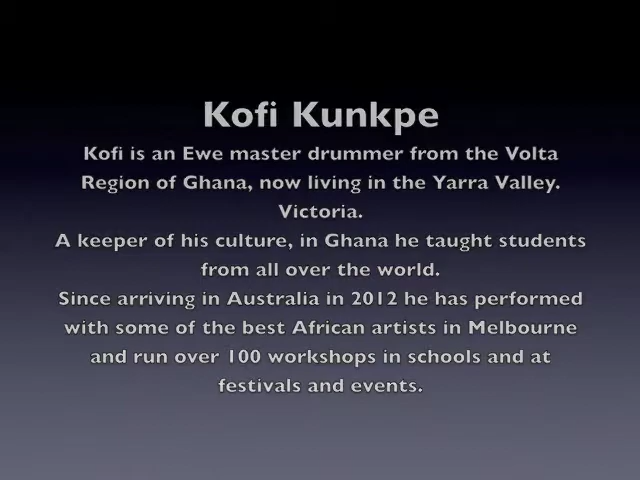 Kofi Kunkpe
Kofi is an Ewe master drummer from the Volta
Region of Ghana, now living in the Yarra Valley.
Victoria.
A keeper of his culture, in Ghana he taught students
from all over the world.
Since arriving in Australia in 2012 he has performed
with some of the best African artists in Melbourne
and run over 100 workshops in schools and at
festivals and events.